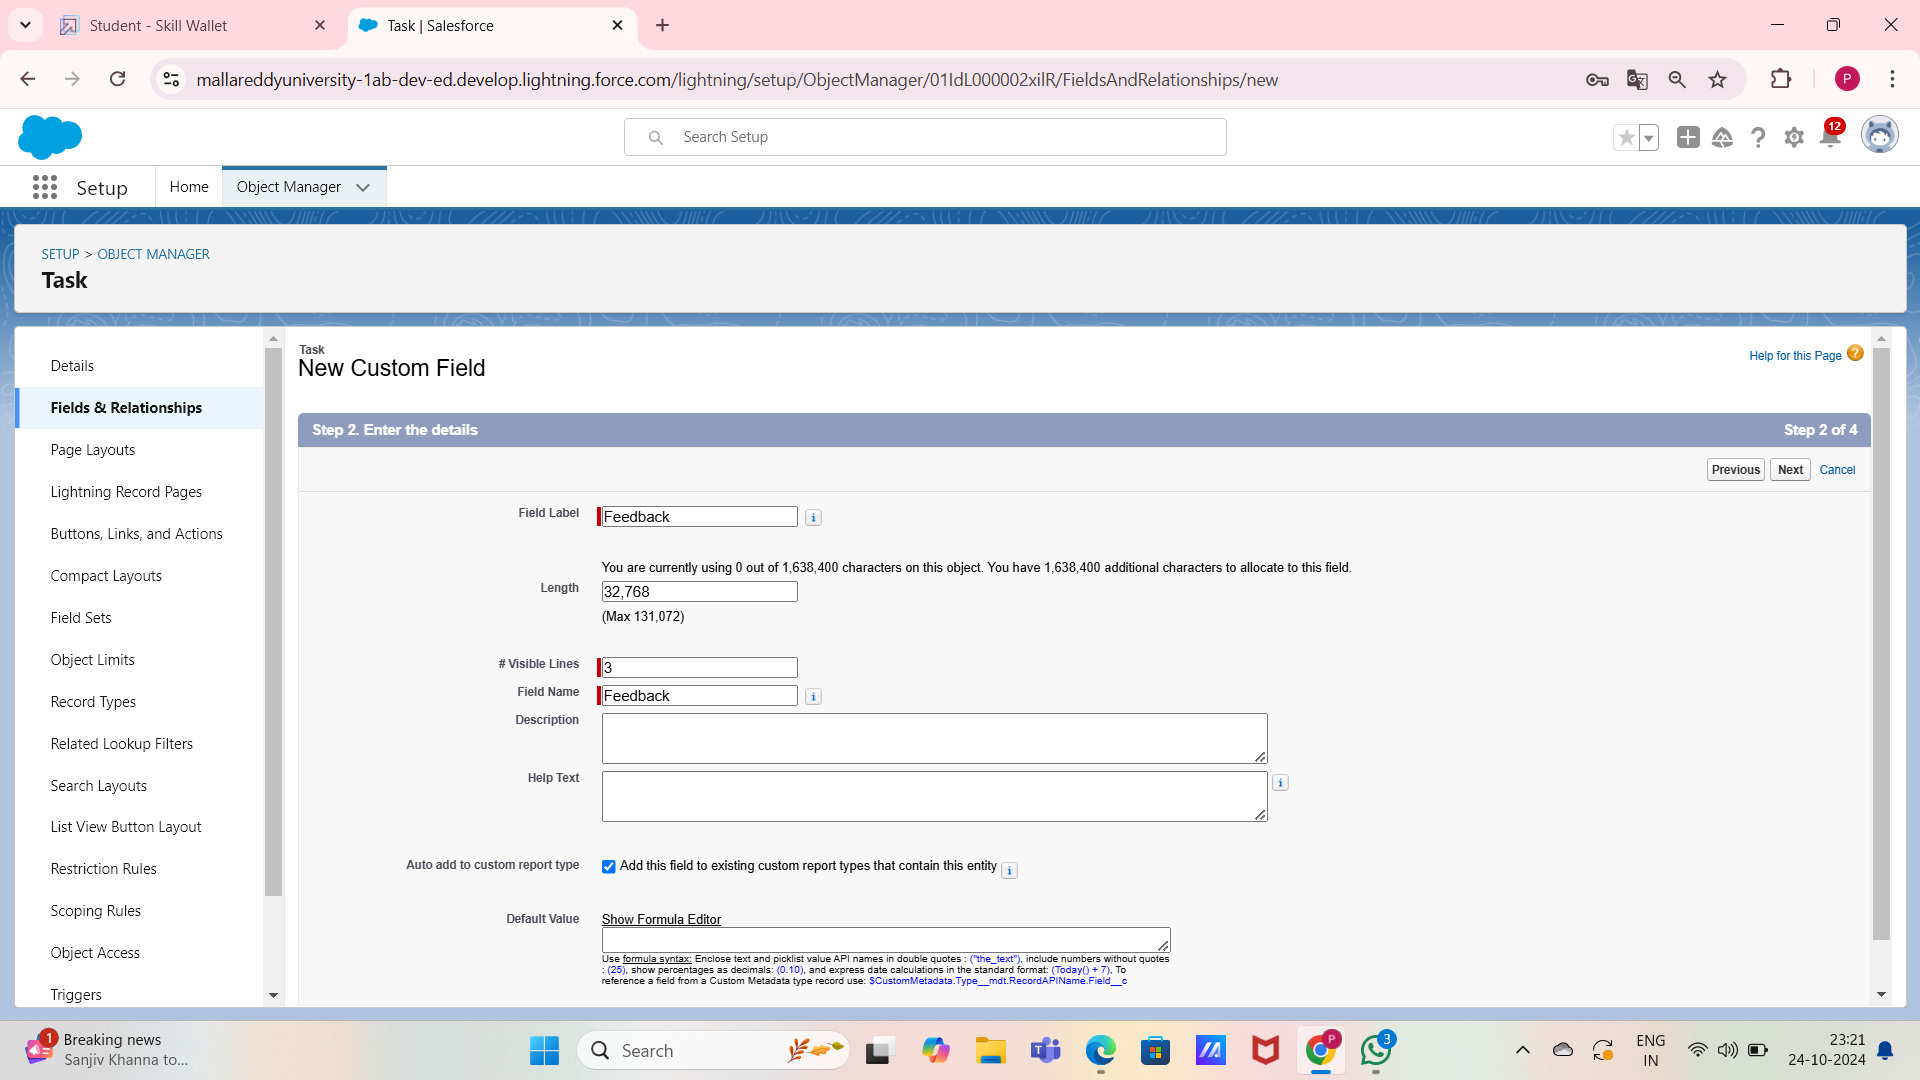 Student - Skill Wallet
Task | Salesforce
mallareddyuniversity-1ab-dev-ed.develop.lightning.force.com/lightning/setup/ObjectManager/01IdL000002xilR/FieldsAndRelationships/new
P
Search Setup
12
Setup
Home
Object Manager
SETUP > OBJECT MANAGER
Task
Details
Fields & Relationships
Page Layouts
Lightning Record Pages
Buttons, Links, and Actions
Compact Layouts
Field Sets
Object Limits
Record Types
Related Lookup Filters
Search Layouts
List View Button Layout
Restriction Rules
Scoping Rules
Object Access
Triggers
Task
New Custom Field
Help for this Page
Step 2. Enter the details
Step 2 of 4
Previous
Next
Cancel
Field Label
Feedback
You are currently using 0 out of 1,638,400 characters on this object. You have 1,638,400 additional characters to allocate to this field.
Length
32,768
(Max 131,072)
# Visible Lines
3
Field Name
Feedback
Description
Help Text
Auto add to custom report type
Add this field to existing custom report types that contain this entity
Default Value
Show Formula Editor
Use formula syntax: Enclose text and picklist value API names in double quotes : ("the_text"), include numbers without quotes
: (25), show percentages as decimals: (0.10), and express date calculations in the standard format: (Today() + 7), To
reference a field from a Custom Metadata type record use: $CustomMetadata.Type__mdt.RecordAPIName.Field__c
1
Breaking news
Sanjiv Khanna to...
Search
P
3
ENG
IN
23:21
24-10-2024